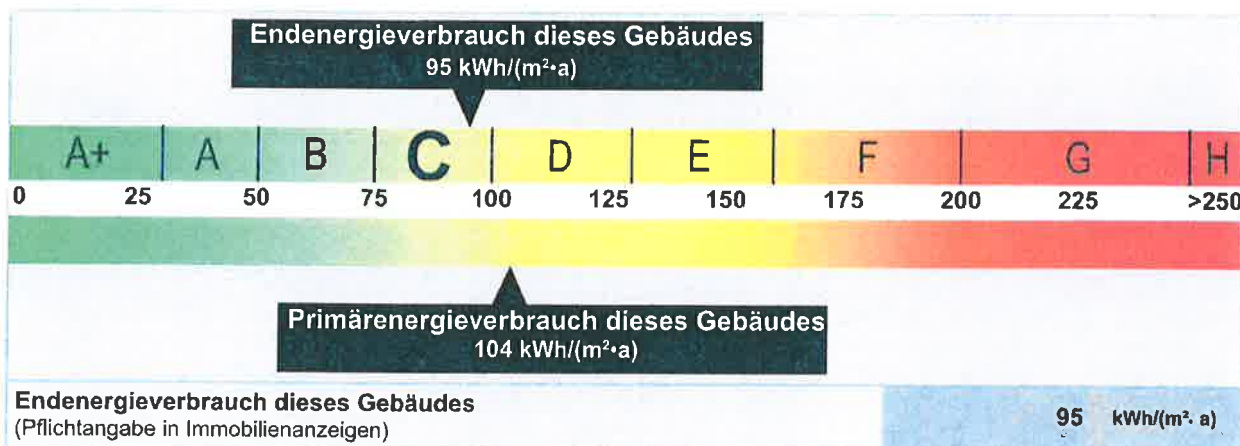 Endenergieverbrauch dieses Gebäudes
95 kWh/(m²•a)
A+ A B C D E F G H
0 25 50 75 100 125 150 175 200 225 >250
Primärenergieverbrauch dieses Gebäudes
104 kWh/(m²•a)
Endenergieverbrauch dieses Gebäudes
(Pflichtangabe in Immobilienanzeigen)
95 kWh/(m²· a)